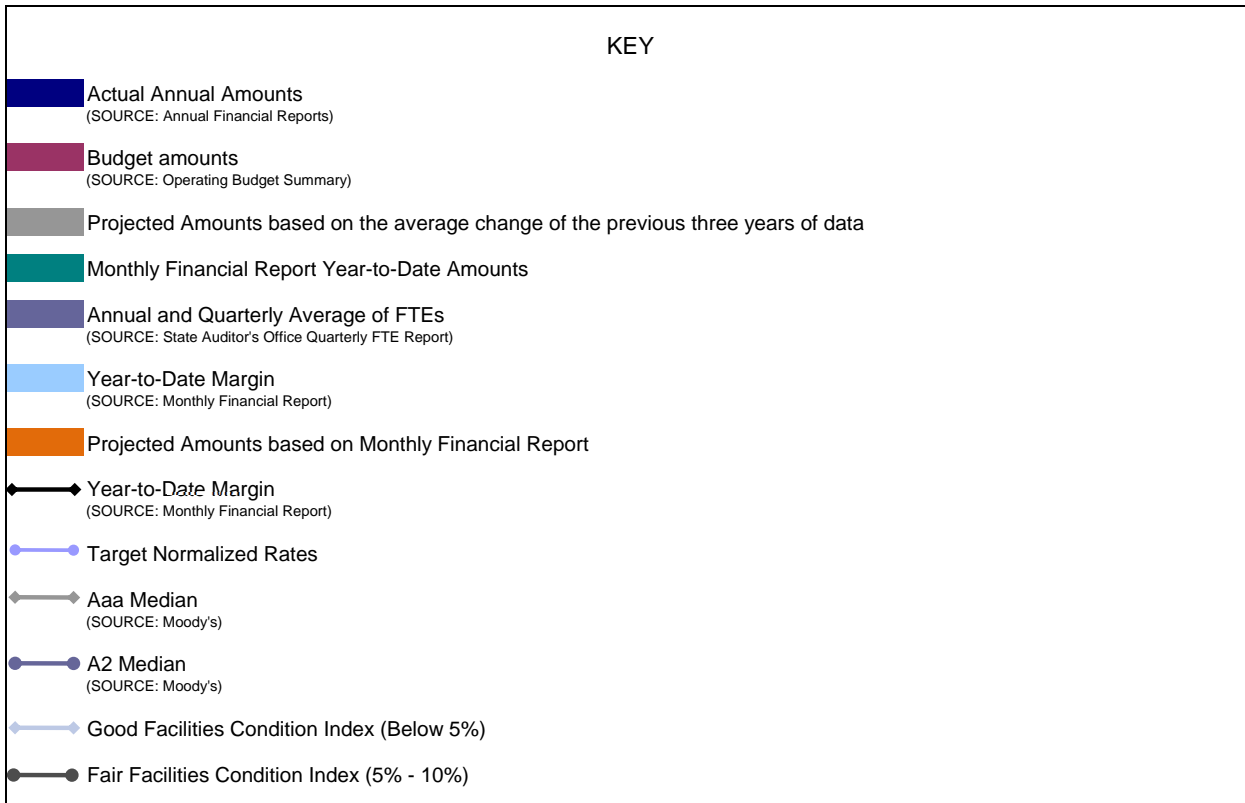 KEY
Actual Annual Amounts
(SOURCE: Annual Financial Reports)
Budget amounts
(SOURCE: Operating Budget Summary)
Projected Amounts based on the average change of the previous three years of data
Monthly Financial Report Year-to-Date Amounts
Annual and Quarterly Average of FTEs
(SOURCE: State Auditor's Office Quarterly FTE Report)
Year-to-Date Margin
(SOURCE: Monthly Financial Report)
Projected Amounts based on Monthly Financial Report
Year-to-Date Margin
(SOURCE: Monthly Financial Report)
Target Normalized Rates
Aaa Median
(SOURCE: Moody's)
A2 Median
(SOURCE: Moody's)
Good Facilities Condition Index (Below 5%)
Fair Facilities Condition Index (5% - 10%)